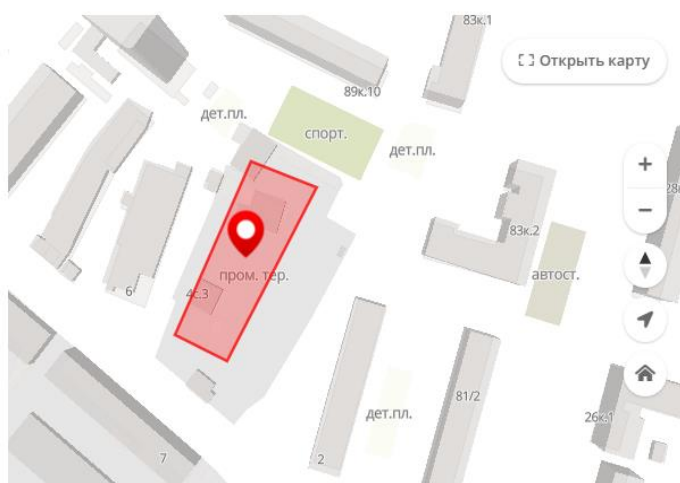 83к.1
Открыть карту
89к.10
дет.пл.
спорт.
дет.пл.
+
28
−
83к.2
пром. тер.
автост.
6
4с.3
81/2
дет.пл.
26к.1
7
2